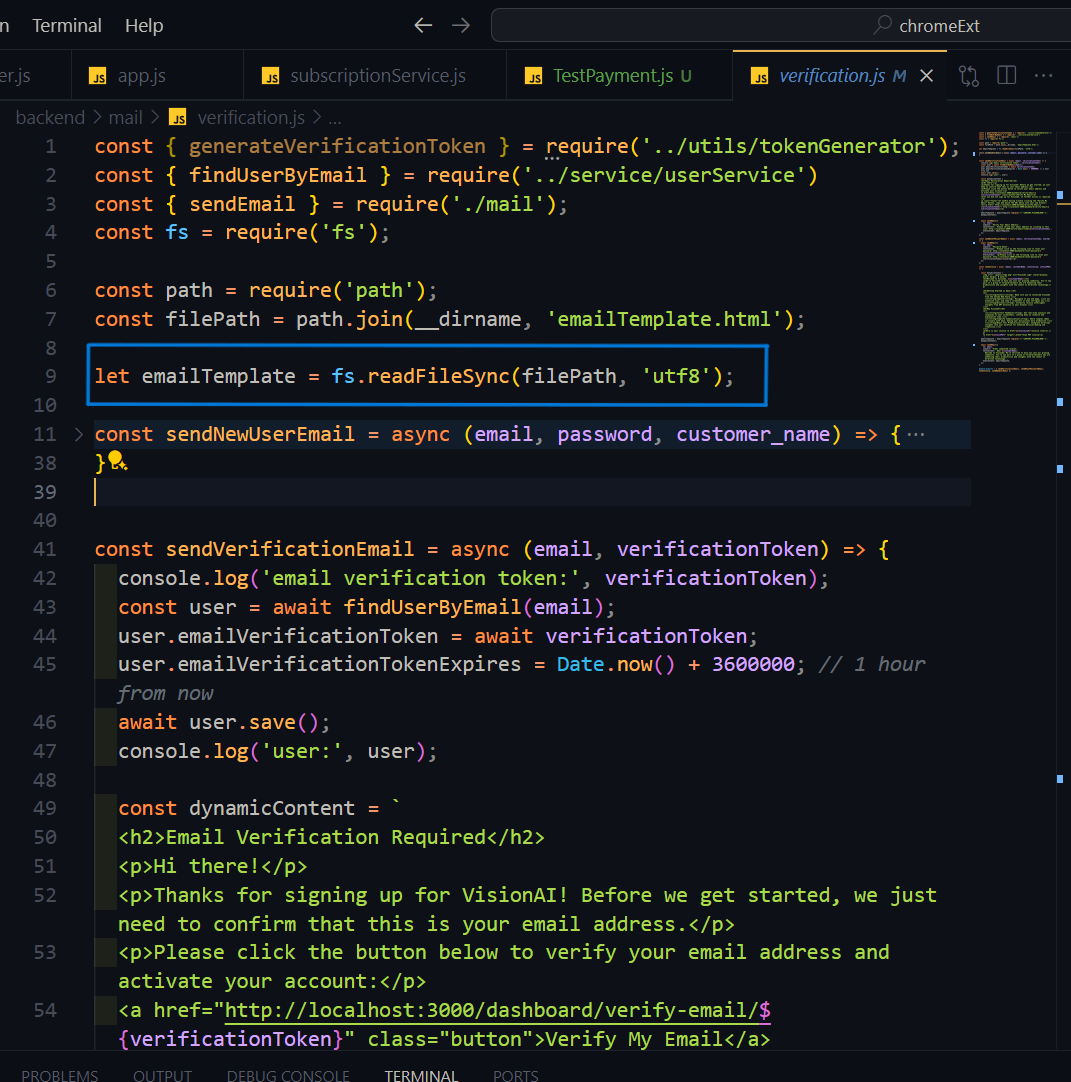 n Terminal Help ← → chromeExt
er.js JS app.js JS subscriptionService.js JS TestPayment.js U JS verification.js M
backend > mail > JS verification.js > ...
1 const { generateVerificationToken } = require('../utils/tokenGenerator');
2 const { findUserByEmail } = require('../service/userService')
3 const { sendEmail } = require('./mail');
4 const fs = require('fs');
5
6 const path = require('path');
7 const filePath = path.join(__dirname, 'emailTemplate.html');
8
9 let emailTemplate = fs.readFileSync(filePath, 'utf8');
10
11 const sendNewUserEmail = async (email, password, customer_name) => {···
38 }
39
40
41 const sendVerificationEmail = async (email, verificationToken) => {
42 console.log('email verification token:', verificationToken);
43 const user = await findUserByEmail(email);
44 user.emailVerificationToken = await verificationToken;
45 user.emailVerificationTokenExpires = Date.now() + 3600000; // 1 hour
from now
46 await user.save();
47 console.log('user:', user);
48
49 const dynamicContent = `
50 <h2>Email Verification Required</h2>
51 <p>Hi there!</p>
52 <p>Thanks for signing up for VisionAI! Before we get started, we just
need to confirm that this is your email address.</p>
53 <p>Please click the button below to verify your email address and
activate your account:</p>
54 <a href="http://localhost:3000/dashboard/verify-email/$
{verificationToken}" class="button">Verify My Email</a>
PROBLEMS OUTPUT DEBUG CONSOLE TERMINAL PORTS